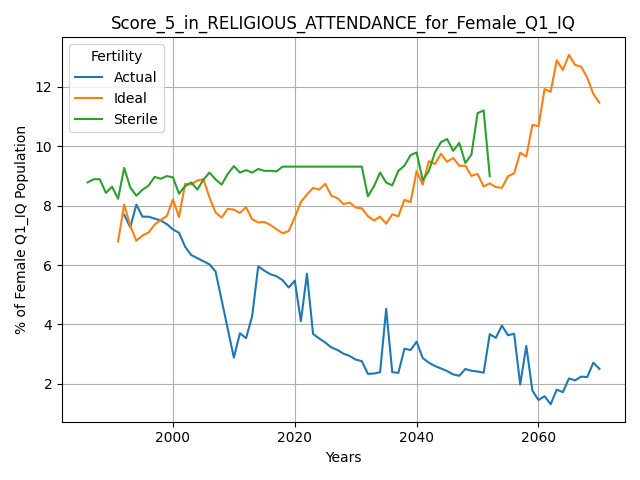 Score_5_in_RELIGIOUS_ATTENDANCE_for_Female_Q1_IQ
Fertility
Actual
Ideal
Sterile
% of Female Q1_IQ Population
12
10
8
6
4
2
2000
2020
2040
2060
Years